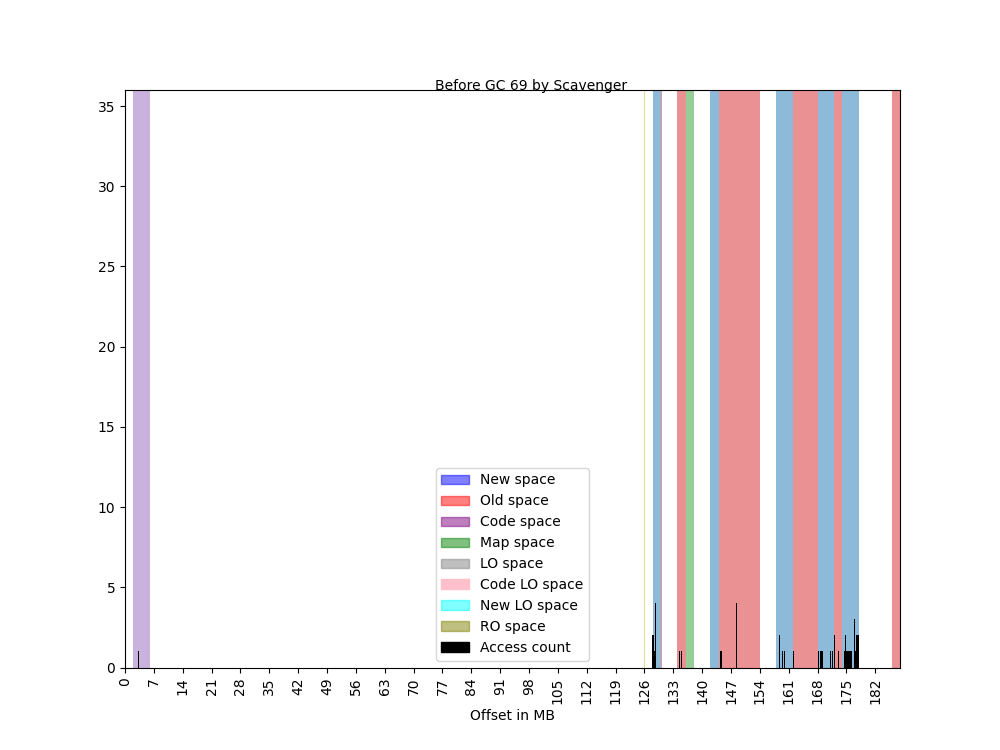 Before GC 69 by Scavenger
35
30
25
20
15
10
5
0
New space
Old space
Code space
Map space
LO space
Code LO space
New LO space
RO space
Access count
0 7 14 21 28 35 42 49 56 63 70 77 84 91 98 105 112 119 126 133 140 147 154 161 168 175 182
Offset in MB